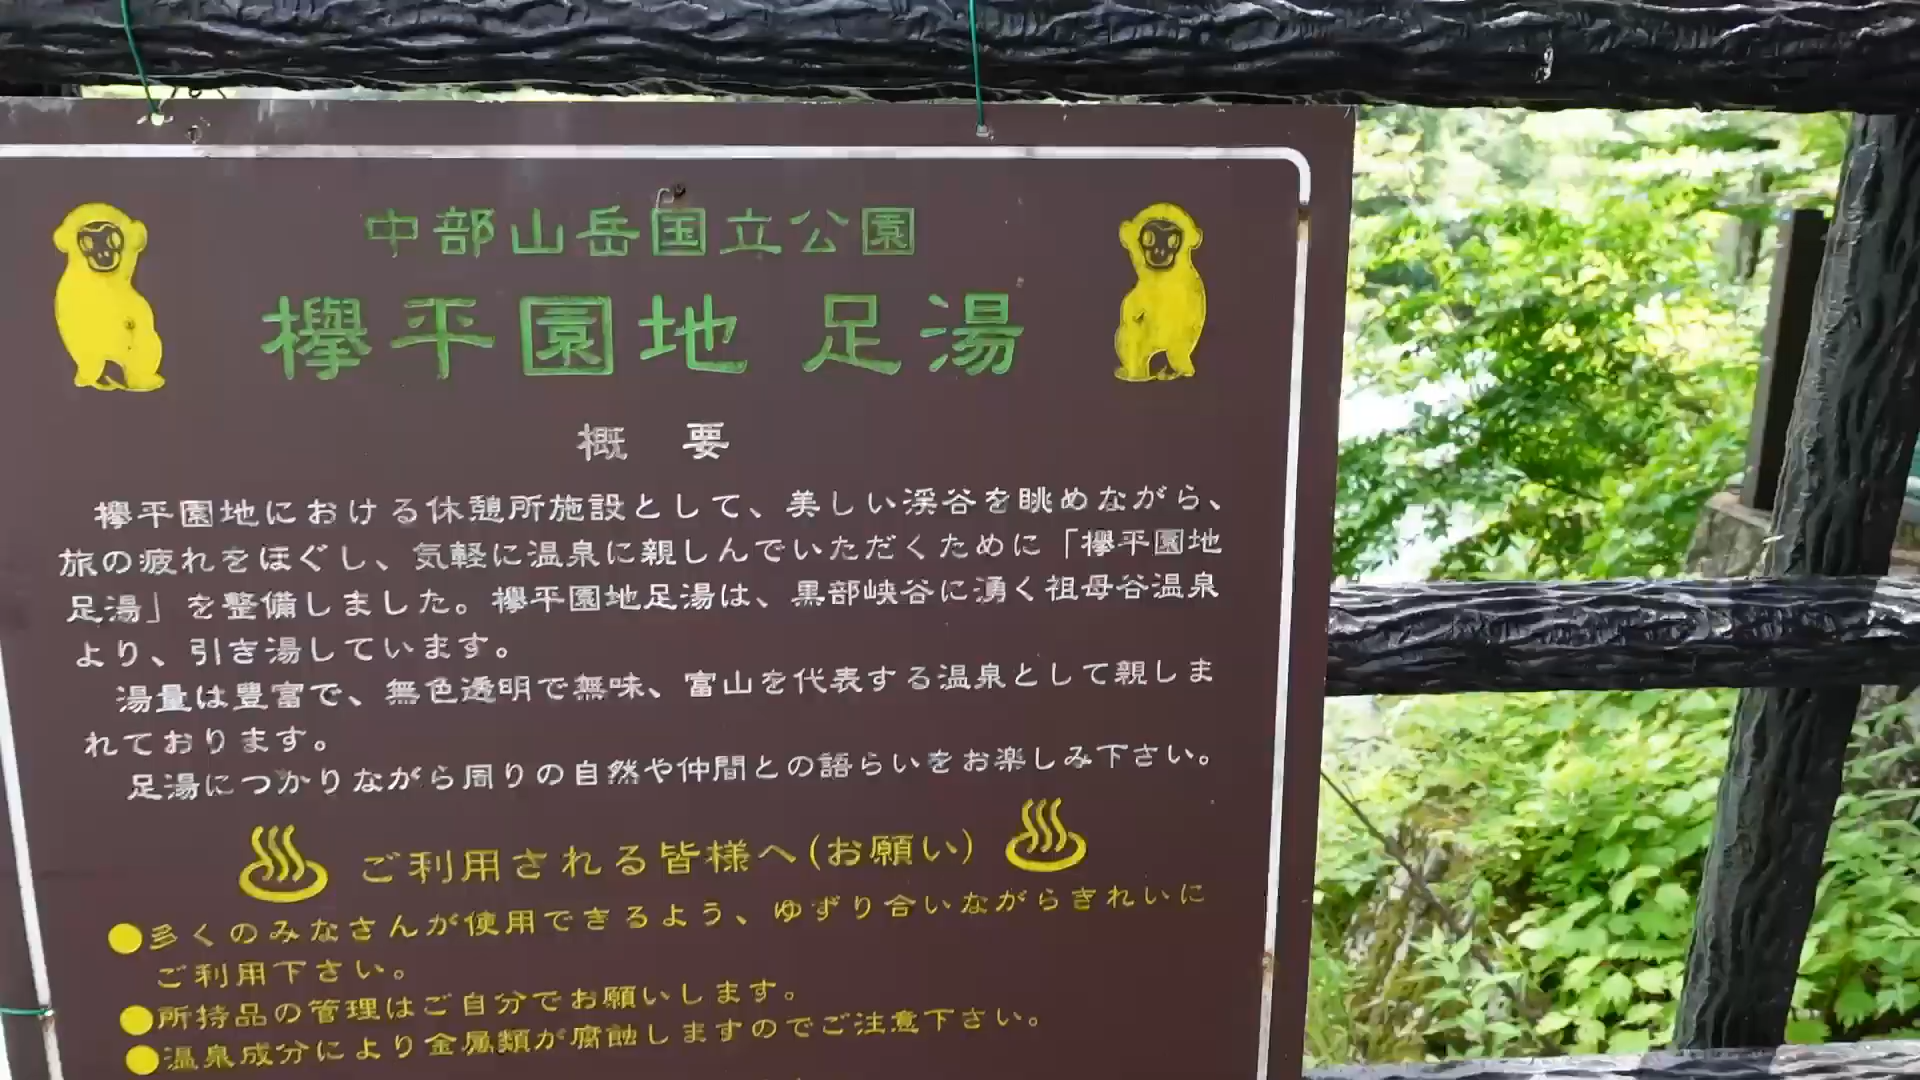 中部山岳国立公園
欅平園地 足湯
概 要
欅平園地における休憩所施設として、美しい渓谷を眺めながら、
旅の疲れをほぐし、気軽に温泉に親しんでいただくために「欅平園地
足湯」を整備しました。欅平園地足湯は、黒部峡谷に湧く祖母谷温泉
より、引き湯しています。
湯量は豊富で、無色透明で無味、富山を代表する温泉として親しま
れております。
足湯につかりながら周りの自然や仲間との語らいをお楽しみ下さい。
ご利用される皆様へ(お願い)
●多くのみなさんが使用できるよう、ゆずり合いながらきれいに
ご利用下さい。
●所持品の管理はご自分でお願いします。
●温泉成分により金属類が腐蝕しますのでご注意下さい。